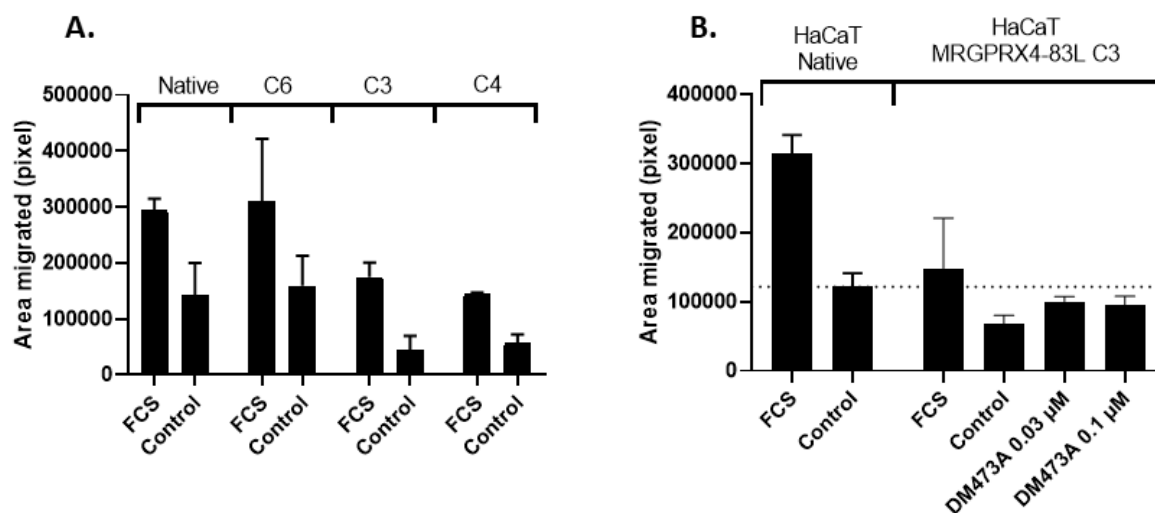 A.
Native C6 C3 C4
Area migrated (pixel)
500000
400000
300000
200000
100000
0
FCS Control FCS Control FCS Control FCS Control
B.
HaCaT
Native
HaCaT
MRGPRX4-83L C3
Area migrated (pixel)
400000
300000
200000
100000
0
FCS Control FCS Control DM473A 0.03 µM DM473A 0.1 µM